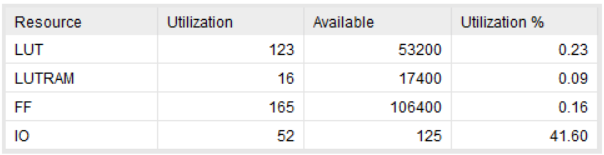 Resource Utilization Available Utilization %
LUT 123 53200 0.23
LUTRAM 16 17400 0.09
FF 165 106400 0.16
IO 52 125 41.60